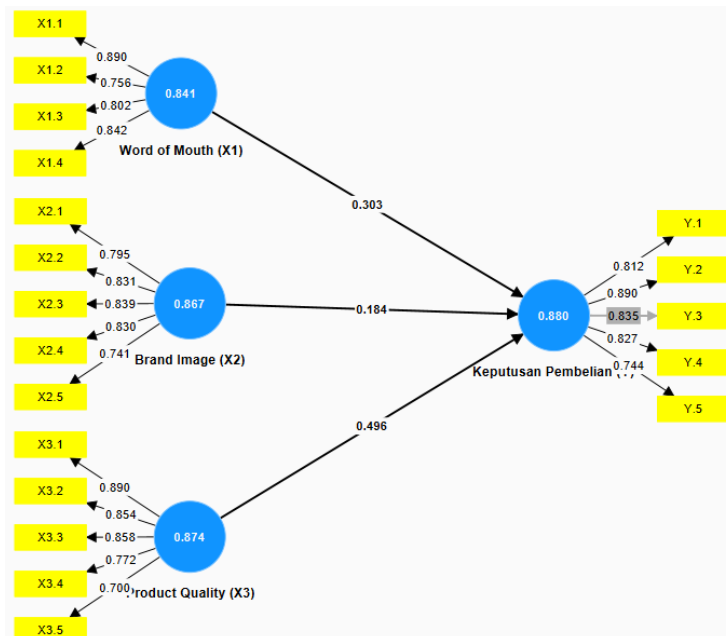 X1.1
0.890
X1.2
0.756
0.841
X1.3
0.802
0.842
X1.4
Word of Mouth (X1)
0.303
X2.1
0.795
X2.2
0.831
X2.3
0.839
0.867
0.184
X2.4
0.830
X2.5
0.741
Brand Image (X2)
Y.1
0.812
Y.2
0.890
0.880
0.835
Y.3
0.827
Y.4
0.744
Keputusan Pembelian
Y.5
0.496
X3.1
0.890
X3.2
0.854
X3.3
0.858
0.874
0.772
X3.4
0.700
Product Quality (X3)
X3.5